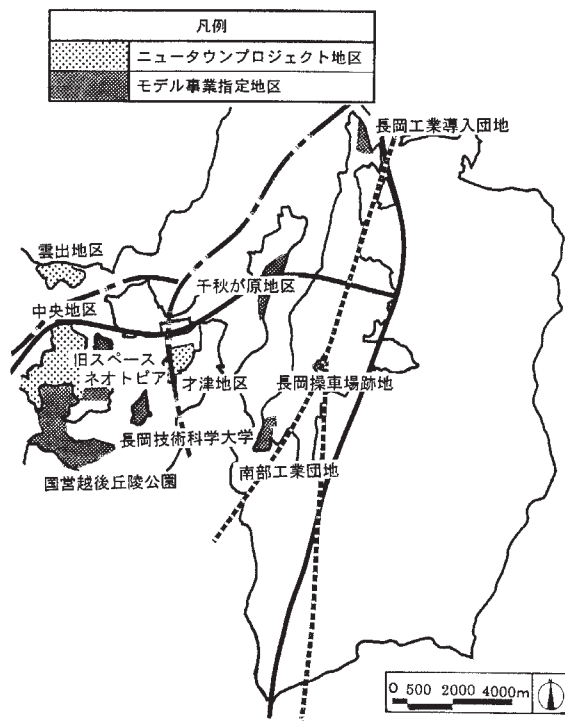 凡例
ニュータウンプロジェクト地区
モデル事業指定地区
長岡工業導入団地
雲出地区
千秋が原地区
中央地区
旧スペース
ネオトピア
才津地区
長岡操車場跡地
長岡技術科学大学
南部工業団地
国営越後丘陵公園
0 500 2000 4000m